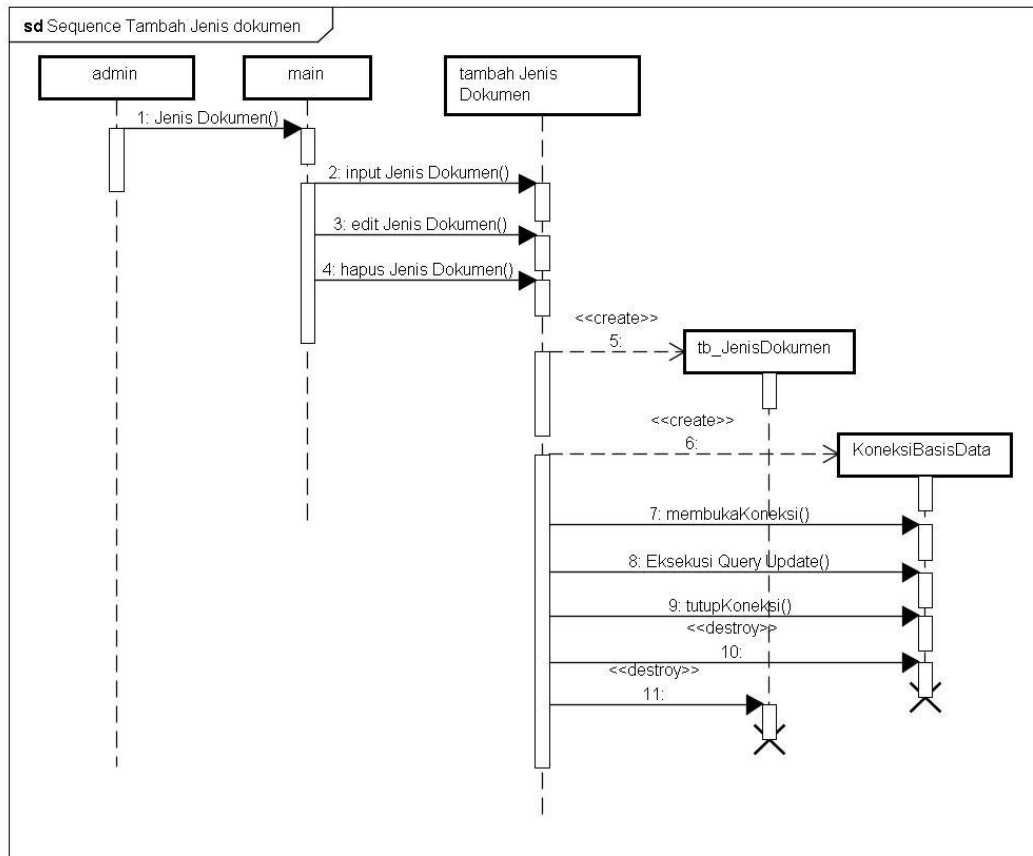 sd Sequence Tambah Jenis dokumen
admin
main
tambah Jenis
Dokumen
1: Jenis Dokumen()
2: input Jenis Dokumen()
3: edit Jenis Dokumen()
4: hapus Jenis Dokumen()
<<create>>
5:
tb_JenisDokumen
<<create>>
6:
KoneksiBasisData
7: membukaKoneksi()
8: Eksekusi Query Update()
9: tutupKoneksi()
<<destroy>>
10:
<<destroy>>
11: